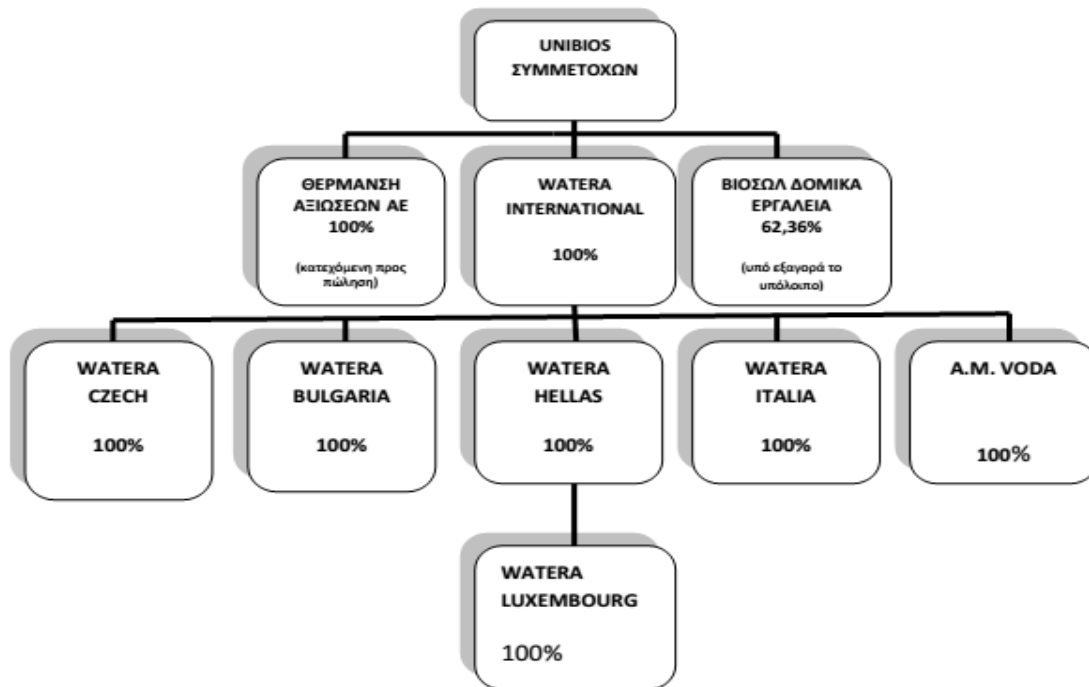 UNIBIOS
ΣΥΜΜΕΤΟΧΩΝ
ΘΕΡΜΑΝΣΗ
ΑΞΙΩΣΕΩΝ ΑΕ
100%
(κατεχόμενη προς
πώληση)
WATERA
INTERNATIONAL
100%
ΒΙΟΣΩΛ ΔΟΜΙΚΑ
ΕΡΓΑΛΕΙΑ
62,36%
(υπό εξαγορά το
υπόλοιπο)
WATERA
CZECH
100%
WATERA
BULGARIA
100%
WATERA
HELLAS
100%
WATERA
ITALIA
100%
A.M. VODA
100%
WATERA
LUXEMBOURG
100%